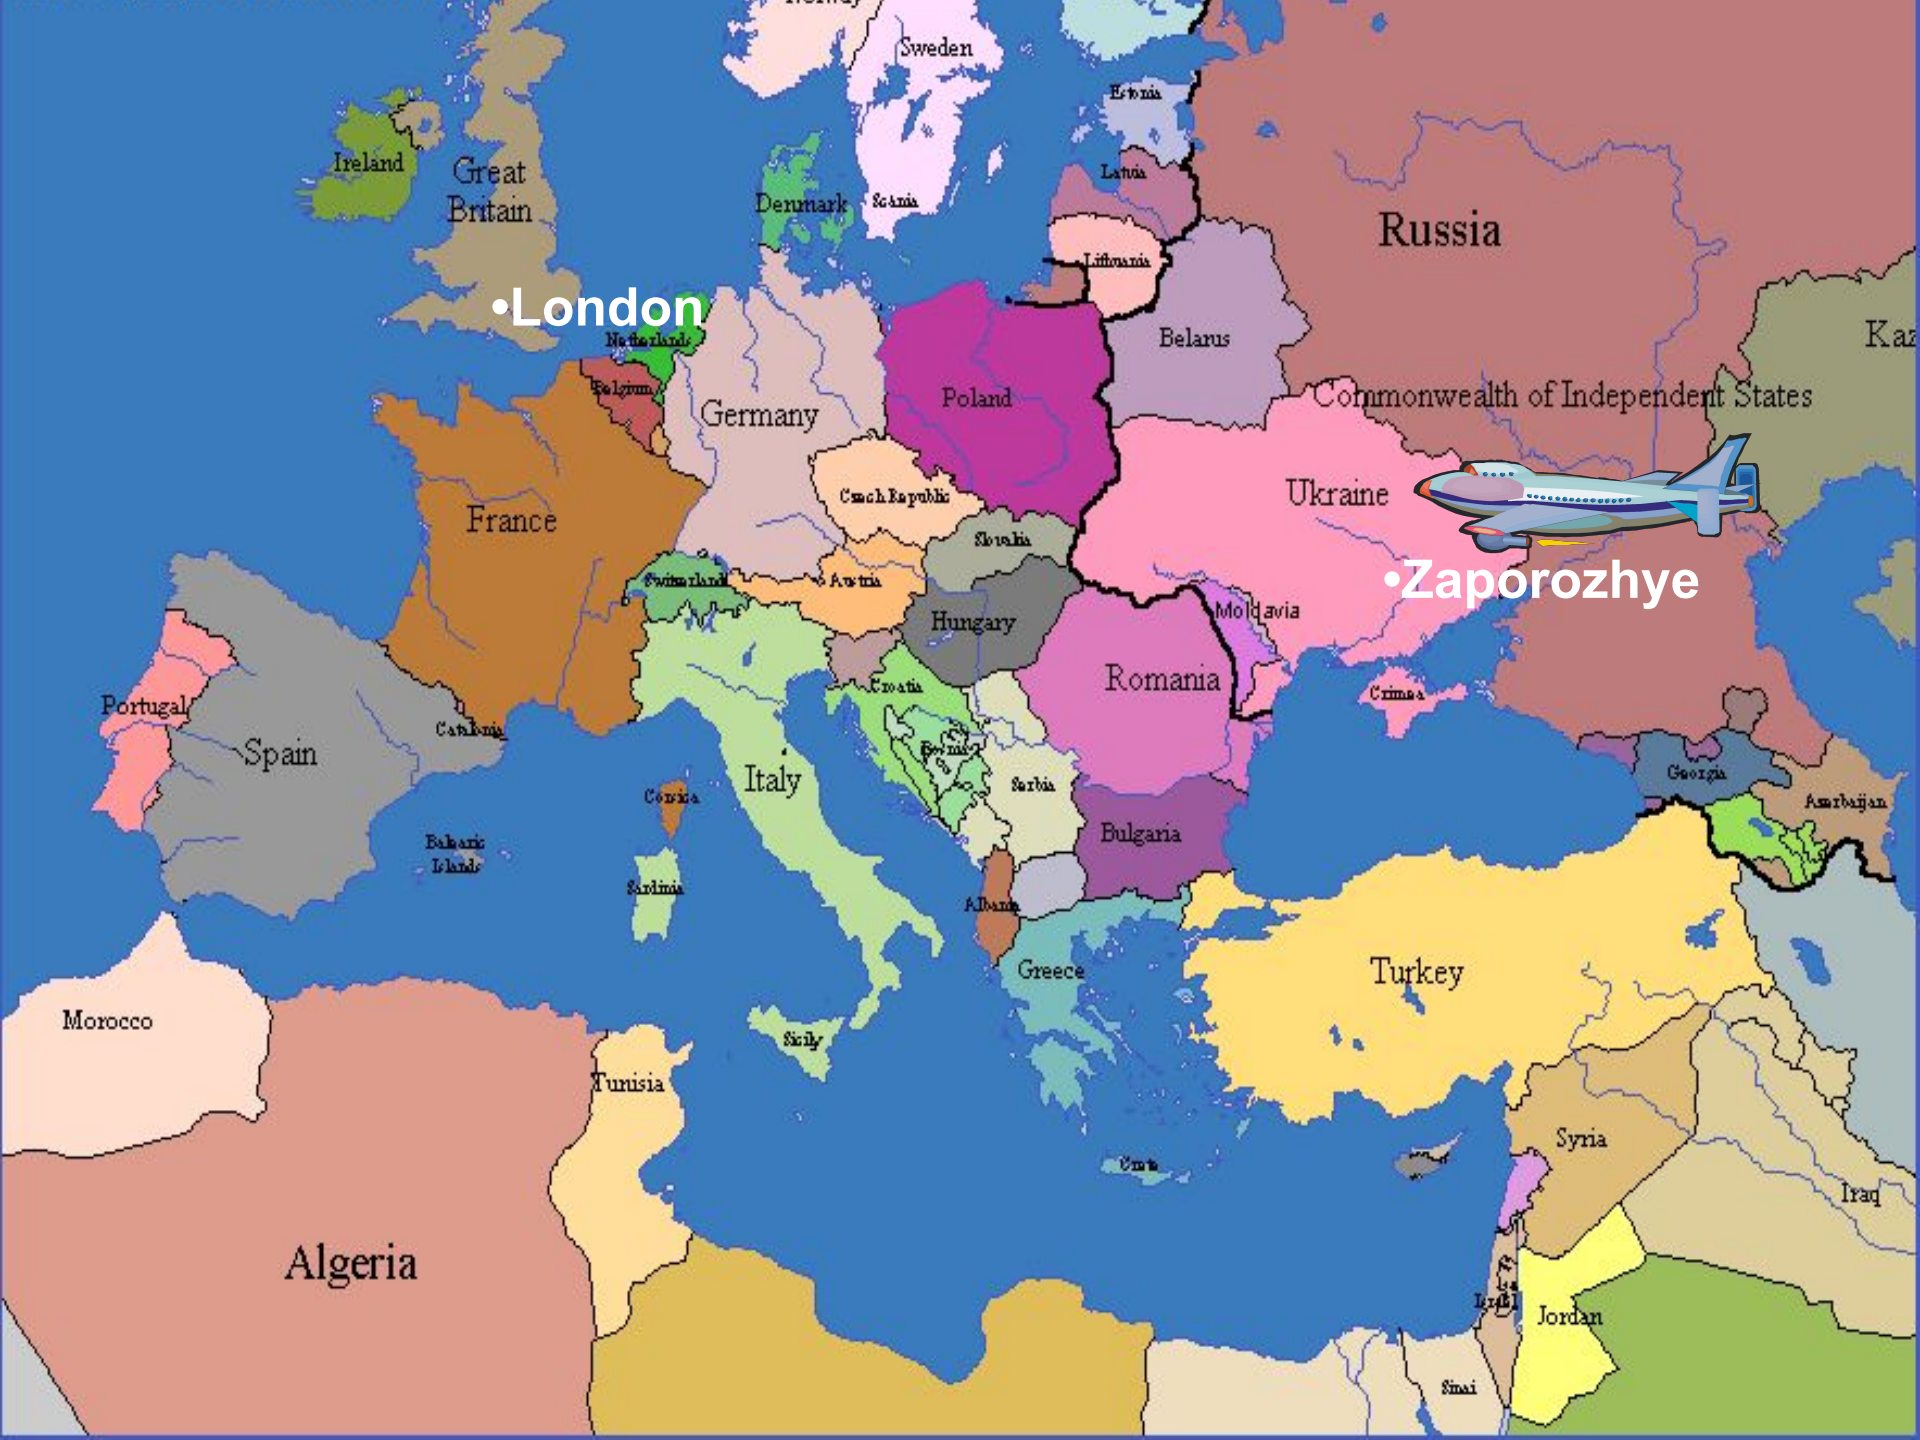 Norway
Sweden
Estonia
Ireland
Great
Britain
Latvia
Denmark
Scania
Russia
Lithuania
•London
Netherlands
Belarus
Kaz
Belgium
Poland
Commonwealth of Independent States
Germany
Czech Republic
Ukraine
France
Slovakia
Switzerland
Austria
•Zaporozhye
Hungary
Moldavia
Portugal
Romania
Croatia
Crimea
Catalonia
Spain
Bosnia
Italy
Serbia
Georgia
Corsica
Azerbaijan
Bulgaria
Balearic
Islands
Sardinia
Albania
Greece
Turkey
Morocco
Sicily
Tunisia
Syria
Crete
Iraq
Algeria
Israel
Jordan
Sinai